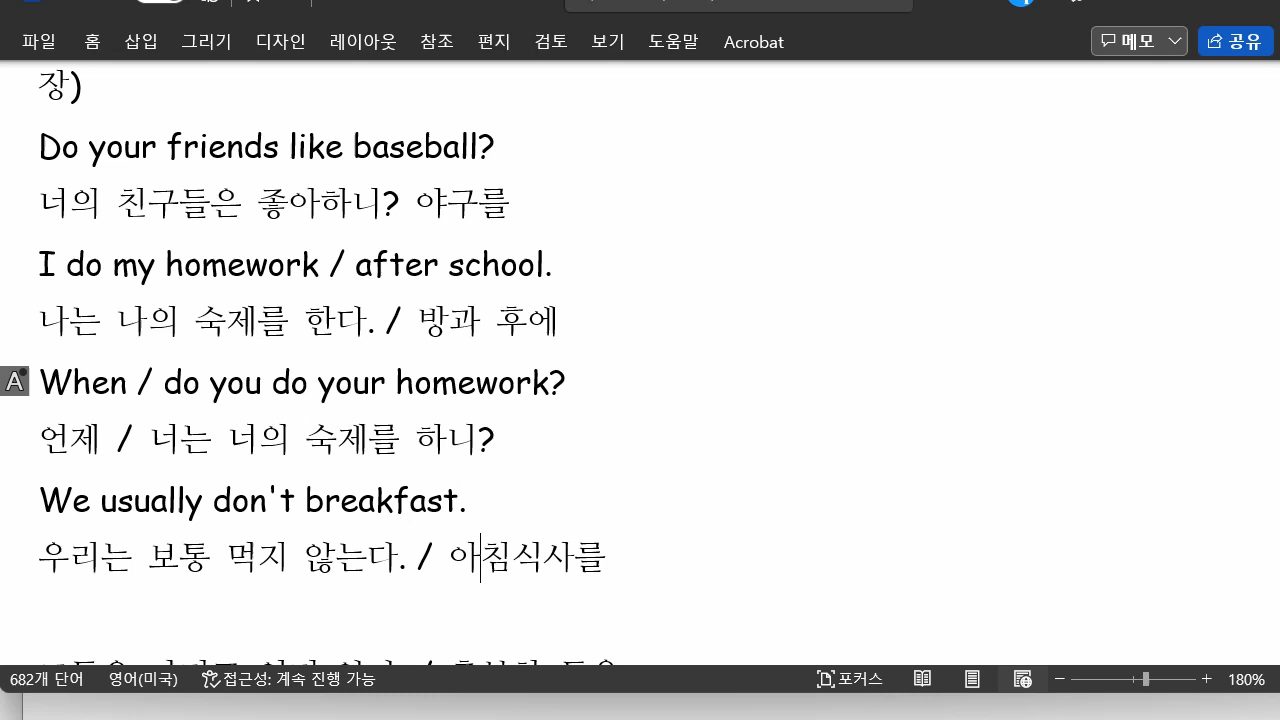 파일 홈 삽입 그리기 디자인 레이아웃 참조 편지 검토 보기 도움말 Acrobat 메모 공유
장)
Do your friends like baseball?
너의 친구들은 좋아하니? 야구를
I do my homework / after school.
나는 나의 숙제를 한다. / 방과 후에
A When / do you do your homework?
언제 / 너는 너의 숙제를 하니?
We usually don't breakfast.
우리는 보통 먹지 않는다. / 아침식사를
682개 단어 영어(미국) 접근성: 계속 진행 가능 포커스 180%